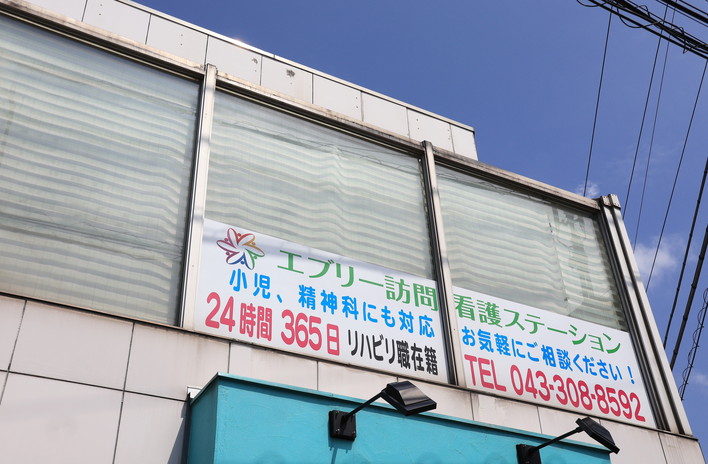 エブリー訪問看護ステーション
小児、精神科にも対応 お気軽にご相談ください！
24時間 365日 リハビリ職在籍 TEL 043-308-8592